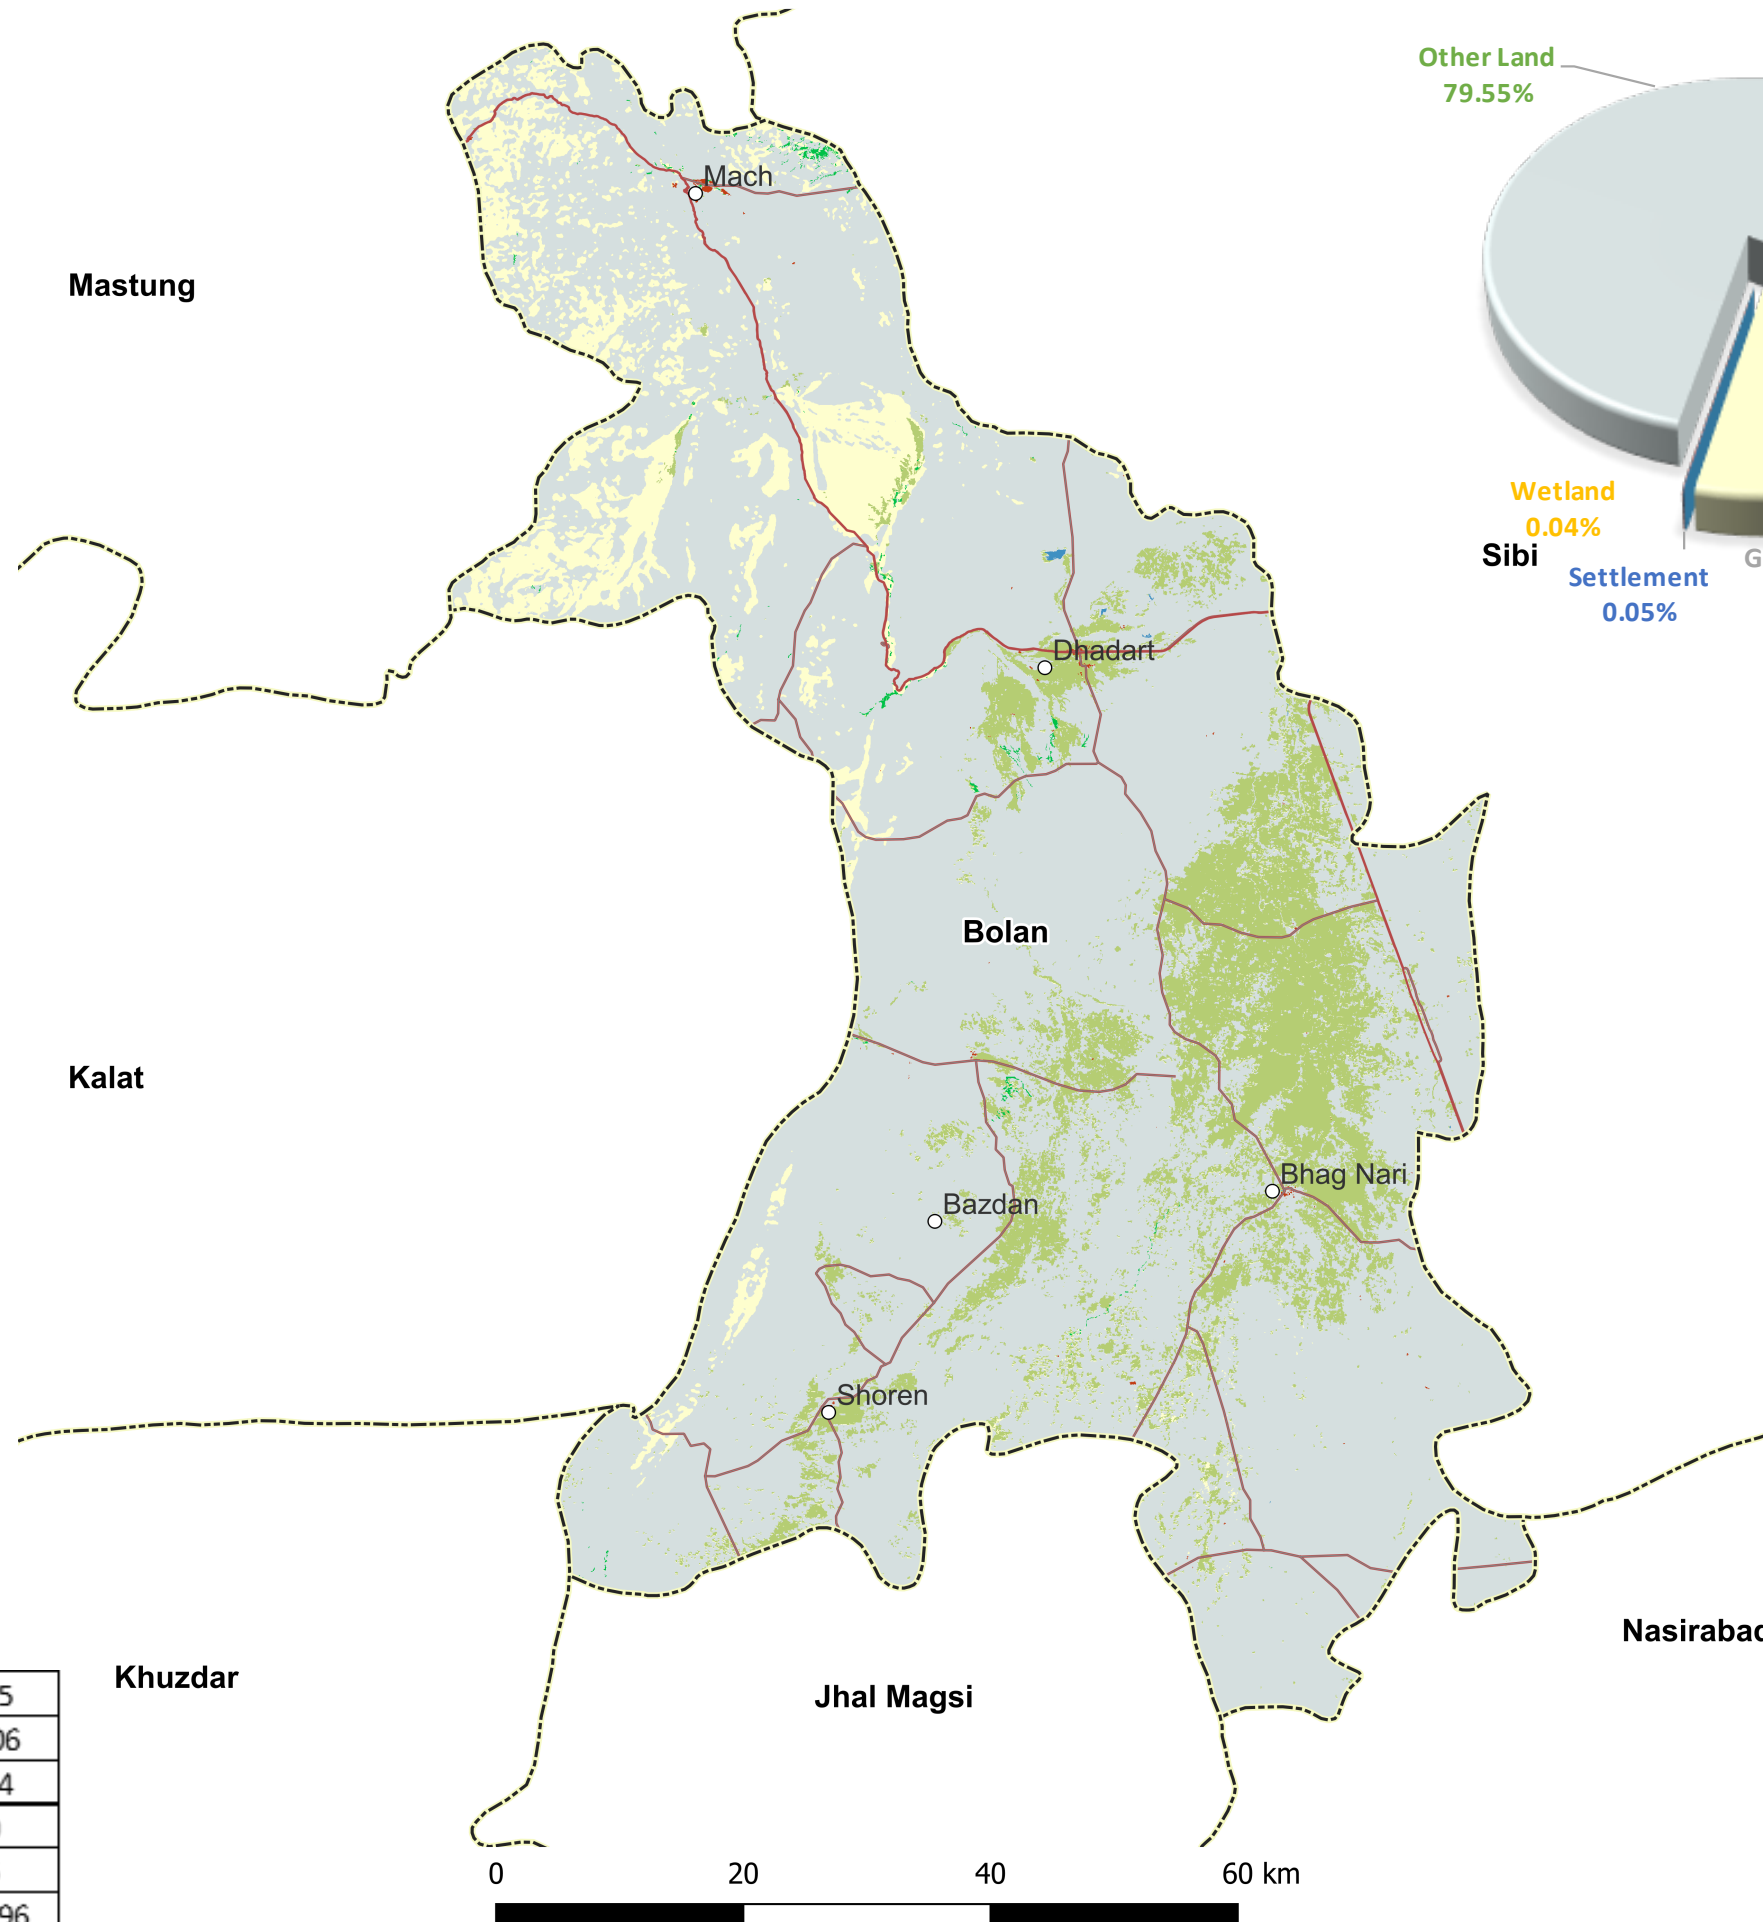 Other Land
79.55%
Mach
Mastung
Wetland
0.04%
Sibi
Settlement
0.05%
Dhadart
Bolan
Kalat
Bhag Nari
Bazdan
Shoren
Nasirabad
Khuzdar
Jhal Magsi
0 20 40 60 km